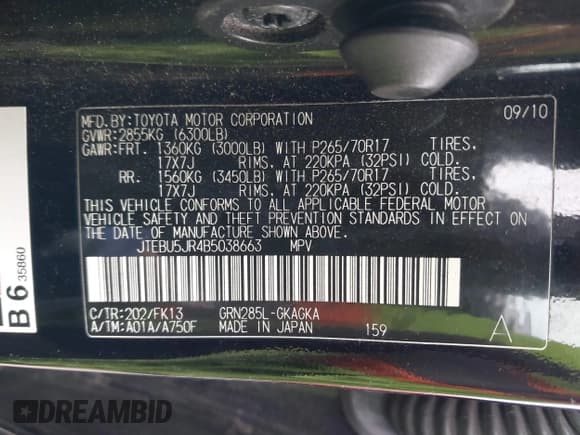 MFD.BY:TOYOTA MOTOR CORPORATION 09/10
GVWR:2855KG (6300LB)
GAWR:FRT. 1360KG (3000LB) WITH P265/70R17 TIRES,
17X7J RIMS, AT 220KPA (32PSI) COLD.
RR. 1560KG (3450LB) WITH P265/70R17 TIRES,
17X7J RIMS, AT 220KPA (32PSI) COLD.
THIS VEHICLE CONFORMS TO ALL APPLICABLE FEDERAL MOTOR
VEHICLE SAFETY AND THEFT PREVENTION STANDARDS IN EFFECT ON
THE DATE OF MANUFACTURE SHOWN ABOVE.
JTEBU5JR4B5038663 MPV
C/TR:202/FK13 GRN285L-GKAGKA
A/TM:A01A/A750F MADE IN JAPAN 159 A
B6 35860
DREAMBID